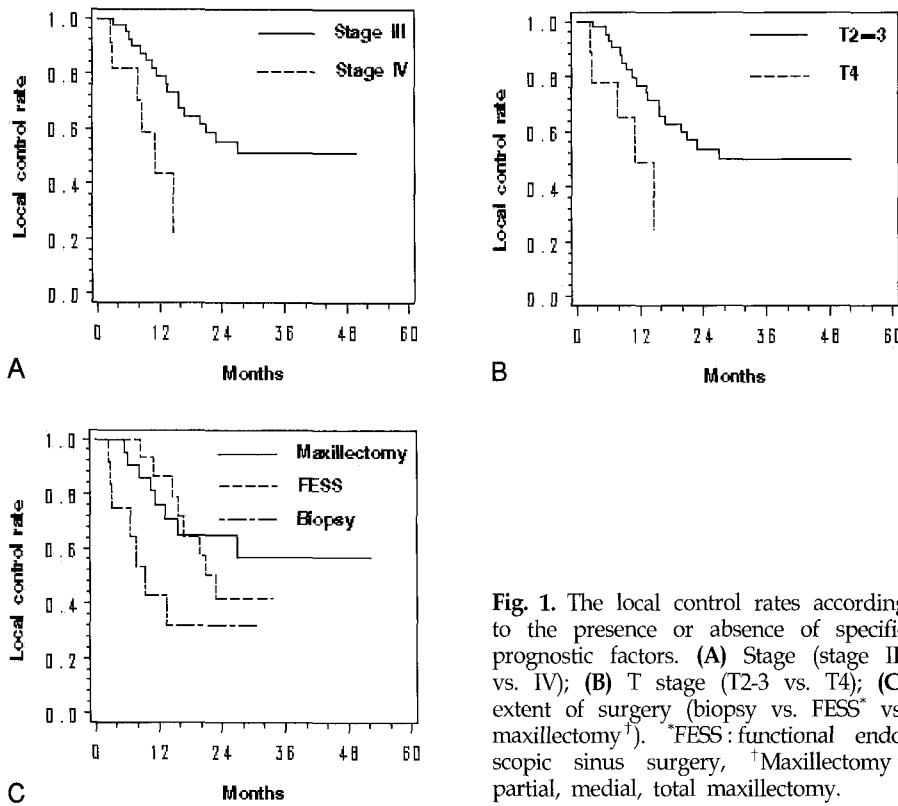 1.0
0.8
0.6
0.4
0.2
0.0
Local control rate
Stage III
Stage IV
0 12 24 36 48 60
Months
A
1.0
0.8
0.6
0.4
0.2
0.0
Local control rate
T2-3
T4
0 12 24 36 48 60
Months
B
1.0
0.8
0.6
0.4
0.2
0.0
Local control rate
Maxillectomy
FESS
Biopsy
0 12 24 36 48 60
Months
C
Fig. 1. The local control rates according
to the presence or absence of specific
prognostic factors. (A) Stage (stage II
vs. IV); (B) T stage (T2-3 vs. T4); (C
extent of surgery (biopsy vs. FESS* vs
maxillectomy†). *FESS : functional endo
scopic sinus surgery, †Maxillectomy
partial, medial, total maxillectomy.